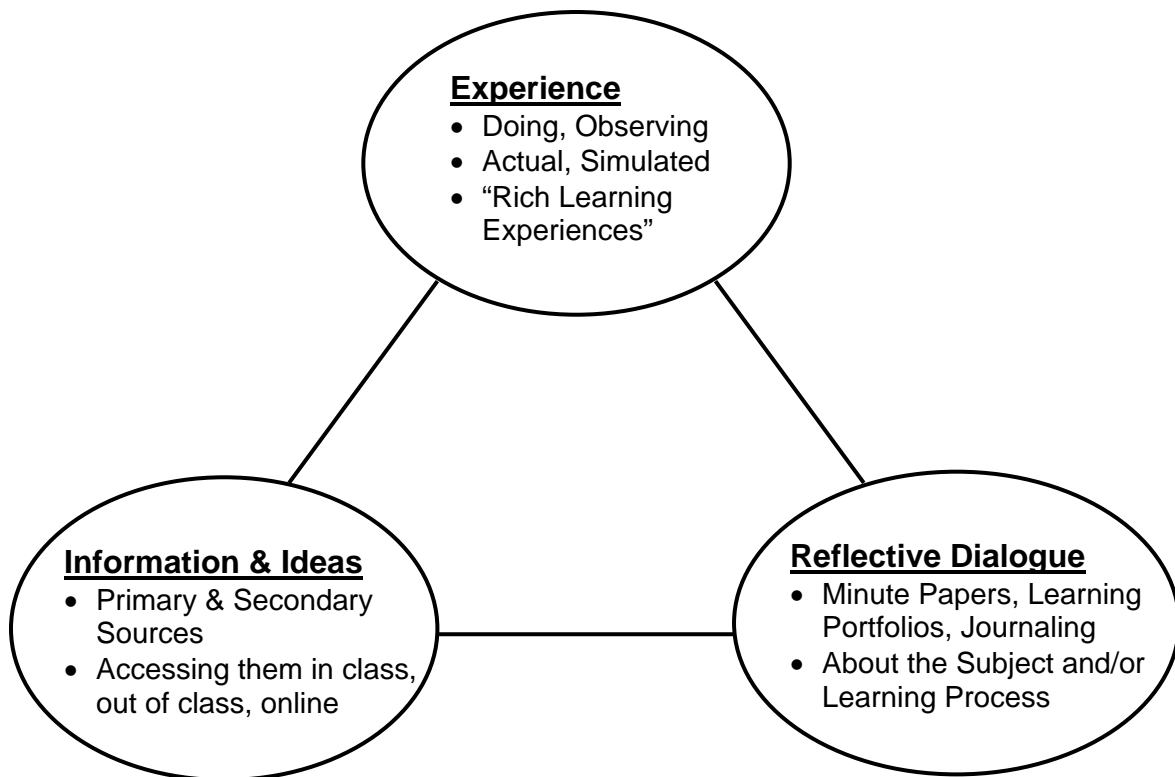 Experience
• Doing, Observing
• Actual, Simulated
• “Rich Learning
Experiences”
Information & Ideas
• Primary & Secondary
Sources
• Accessing them in class,
out of class, online
Reflective Dialogue
• Minute Papers, Learning
Portfolios, Journaling
• About the Subject and/or
Learning Process